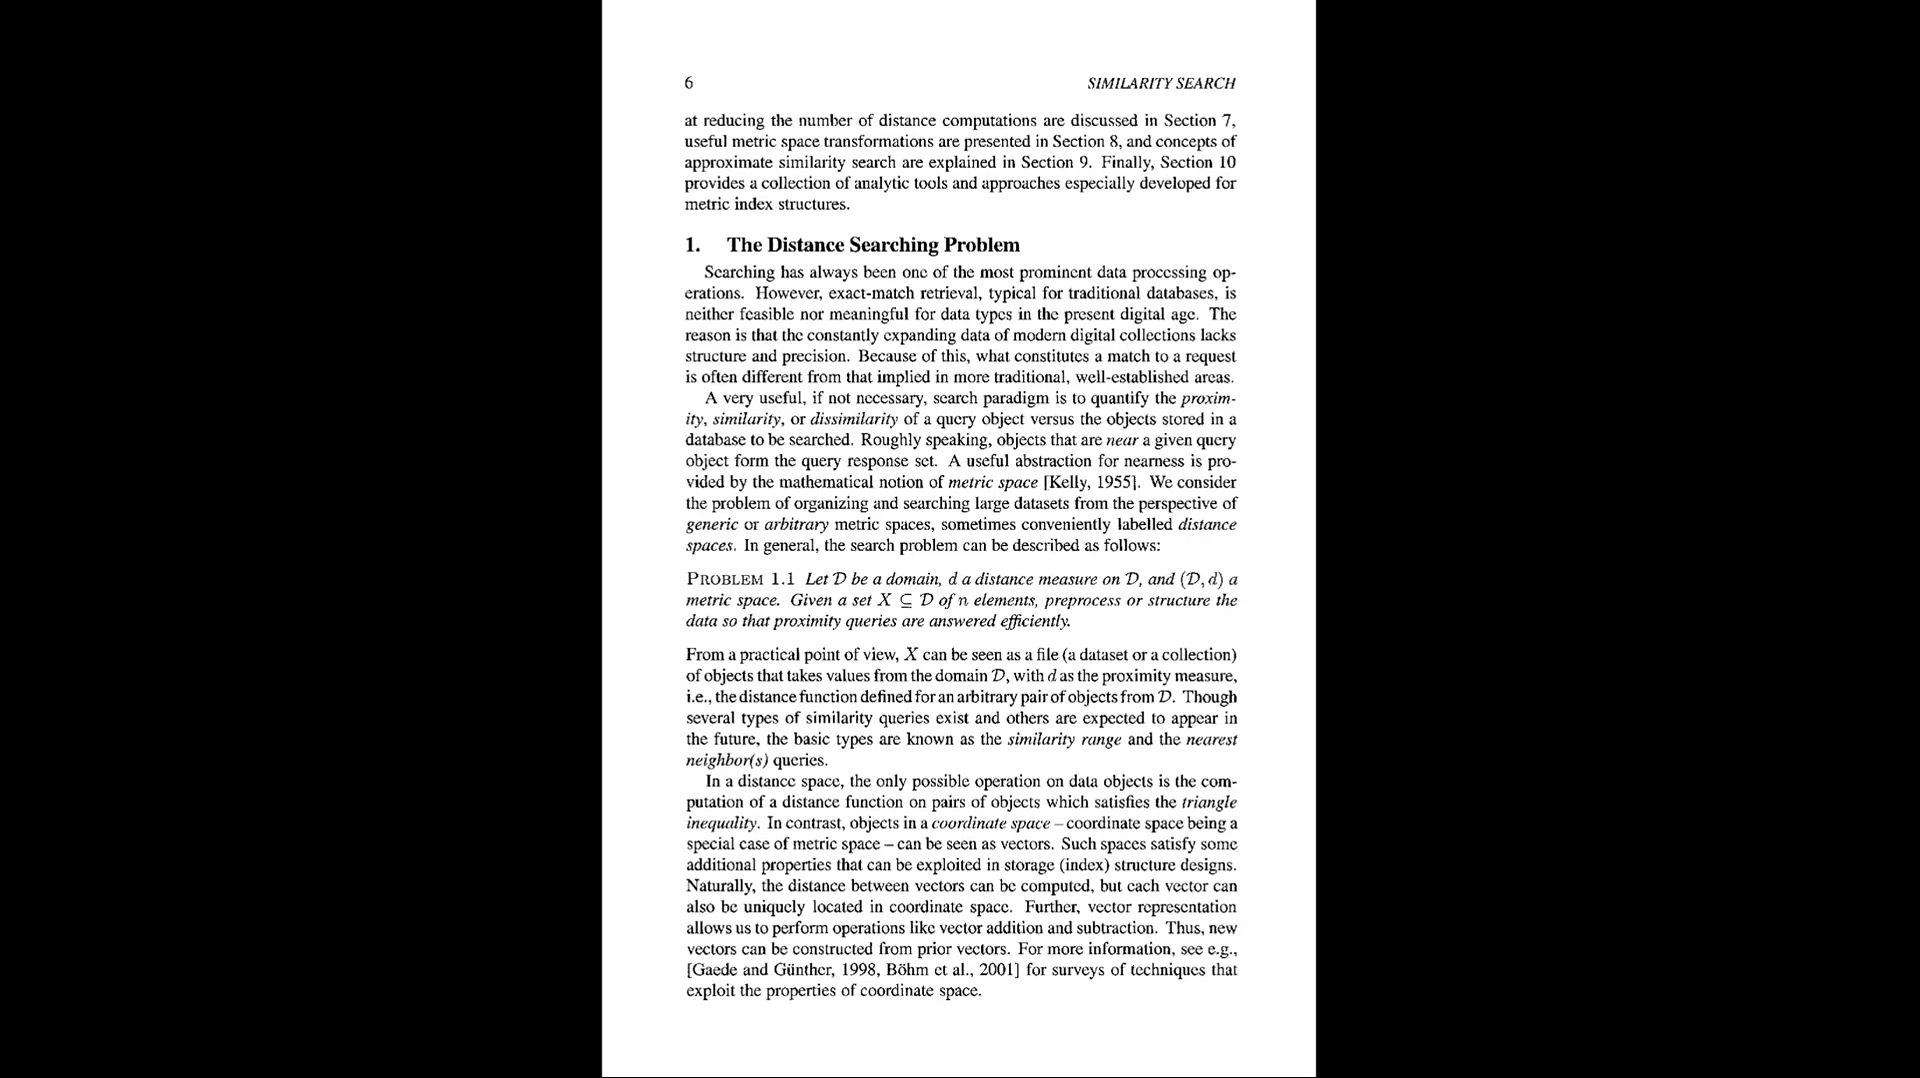 6 SIMILARITY SEARCH
at reducing the number of distance computations are discussed in Section 7,
useful metric space transformations are presented in Section 8, and concepts of
approximate similarity search are explained in Section 9. Finally, Section 10
provides a collection of analytic tools and approaches especially developed for
metric index structures.
1. The Distance Searching Problem
Searching has always been one of the most prominent data processing op-
erations. However, exact-match retrieval, typical for traditional databases, is
neither feasible nor meaningful for data types in the present digital age. The
reason is that the constantly expanding data of modern digital collections lacks
structure and precision. Because of this, what constitutes a match to a request
is often different from that implied in more traditional, well-established areas.
A very useful, if not necessary, search paradigm is to quantify the proxim-
ity, similarity, or dissimilarity of a query object versus the objects stored in a
database to be searched. Roughly speaking, objects that are near a given query
object form the query response set. A useful abstraction for nearness is pro-
vided by the mathematical notion of metric space [Kelly, 1955]. We consider
the problem of organizing and searching large datasets from the perspective of
generic or arbitrary metric spaces, sometimes conveniently labelled distance
spaces. In general, the search problem can be described as follows:
PROBLEM 1.1 Let D be a domain, d a distance measure on D, and (D, d) a
metric space. Given a set X ⊆ D of n elements, preprocess or structure the
data so that proximity queries are answered efficiently.
From a practical point of view, X can be seen as a file (a dataset or a collection)
of objects that takes values from the domain D, with d as the proximity measure,
i.e., the distance function defined for an arbitrary pair of objects from D. Though
several types of similarity queries exist and others are expected to appear in
the future, the basic types are known as the similarity range and the nearest
neighbor(s) queries.
In a distance space, the only possible operation on data objects is the com-
putation of a distance function on pairs of objects which satisfies the triangle
inequality. In contrast, objects in a coordinate space – coordinate space being a
special case of metric space – can be seen as vectors. Such spaces satisfy some
additional properties that can be exploited in storage (index) structure designs.
Naturally, the distance between vectors can be computed, but each vector can
also be uniquely located in coordinate space. Further, vector representation
allows us to perform operations like vector addition and subtraction. Thus, new
vectors can be constructed from prior vectors. For more information, see e.g.,
[Gaede and Günther, 1998, Böhm et al., 2001] for surveys of techniques that
exploit the properties of coordinate space.